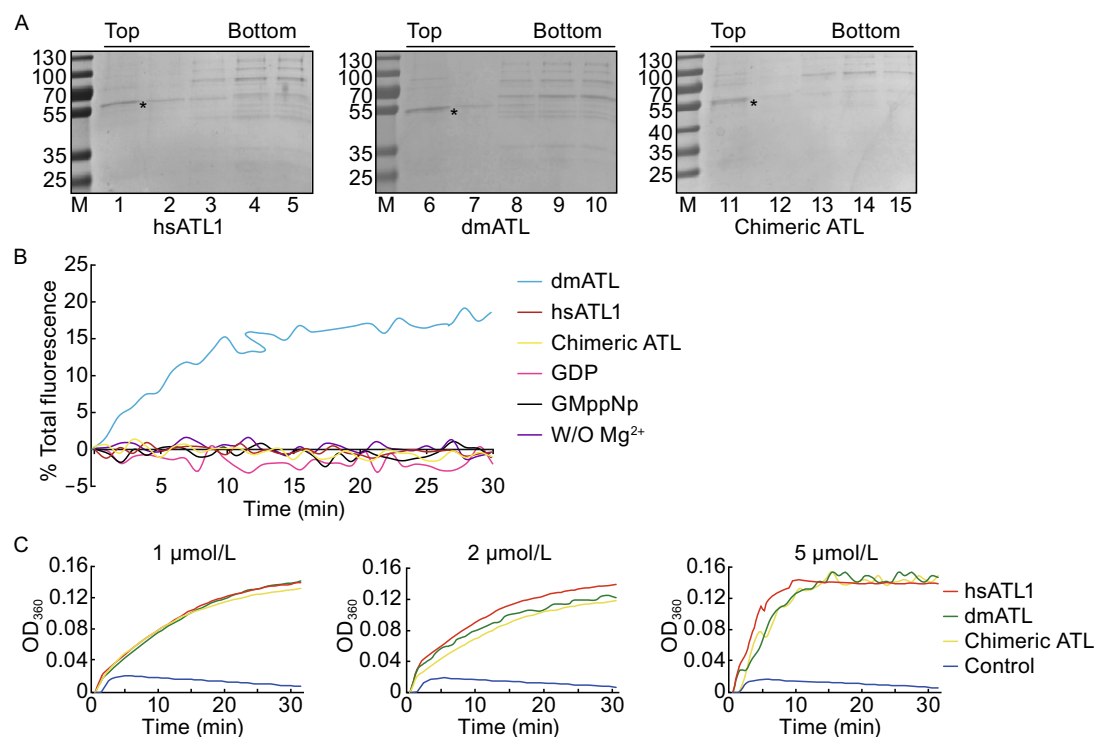 A
Top Bottom
130
100
70
55
35
25
M 1 2 3 4 5
hsATL1
*
Top Bottom
130
100
70
55
35
25
M 6 7 8 9 10
dmATL
*
Top Bottom
130
100
70
55
40
35
25
M 11 12 13 14 15
Chimeric ATL
*
B
% Total fluorescence
25
20
15
10
5
0
−5
5 10 15 20 25 30
Time (min)
dmATL
hsATL1
Chimeric ATL
GDP
GMppNp
W/O Mg²⁺
C
1 μmol/L
OD₃₆₀
0.16
0.12
0.08
0.04
0
0 10 20 30
Time (min)
2 μmol/L
OD₃₆₀
0.16
0.12
0.08
0.04
0
0 10 20 30
Time (min)
5 μmol/L
OD₃₆₀
0.16
0.12
0.08
0.04
0
0 10 20 30
Time (min)
hsATL1
dmATL
Chimeric ATL
Control